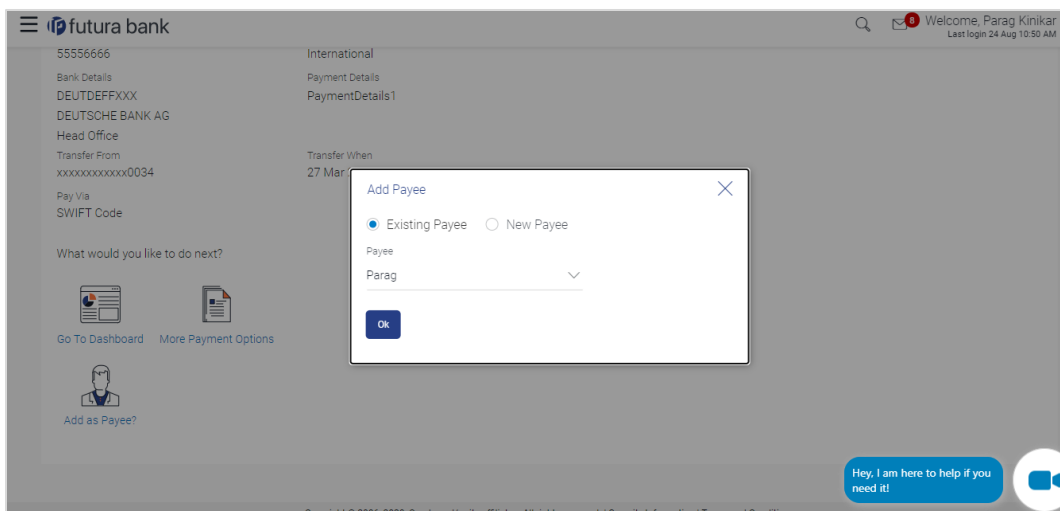 futura bank
8
Welcome, Parag Kinikar
Last login 24 Aug 10:50 AM
55556666
International
Bank Details
Payment Details
DEUTDEFFXXX
PaymentDetails1
DEUTSCHE BANK AG
Head Office
Transfer From
Transfer When
xxxxxxxxxxxx0034
27 Mar
Pay Via
SWIFT Code
Add Payee
Existing Payee
New Payee
Payee
Parag
Ok
What would you like to do next?
Go To Dashboard
More Payment Options
Add as Payee?
Hey, I am here to help if you
need it!